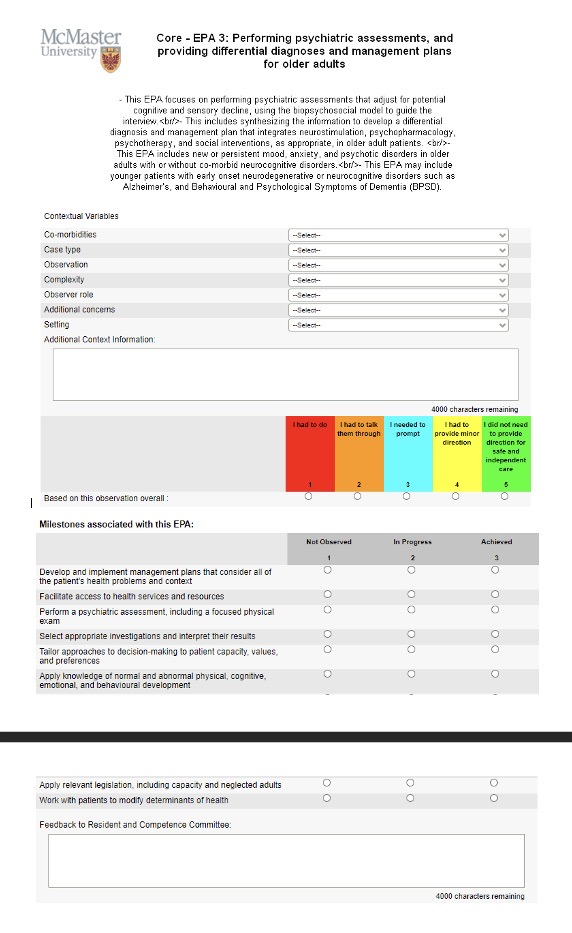 McMaster
University
Core - EPA 3: Performing psychiatric assessments, and
providing differential diagnoses and management plans
for older adults
- This EPA focuses on performing psychiatric assessments that adjust for potential
cognitive and sensory decline, using the biopsychosocial model to guide the
interview.<br/>- This includes synthesizing the information to develop a differential
diagnosis and management plan that integrates neurostimulation, psychopharmacology,
psychotherapy, and social interventions, as appropriate, in older adult patients. <br/>-
This EPA includes new or persistent mood, anxiety, and psychotic disorders in older
adults with or without co-morbid neurocognitive disorders.<br/>- This EPA may include
younger patients with early onset neurodegenerative or neurocognitive disorders such as
Alzheimer's, and Behavioural and Psychological Symptoms of Dementia (BPSD).
Contextual Variables
Co-morbidities --Select--
Case type --Select--
Observation --Select--
Complexity --Select--
Observer role --Select--
Additional concerns --Select--
Setting --Select--
Additional Context Information:
4000 characters remaining
I had to do I had to talk I needed to I had to I did not need
them through prompt provide minor to provide
direction direction for
safe and
independent
care
1 2 3 4 5
Based on this observation overall :
Milestones associated with this EPA:
Not Observed In Progress Achieved
1 2 3
Develop and implement management plans that consider all of
the patient's health problems and context
Facilitate access to health services and resources
Perform a psychiatric assessment, including a focused physical
exam
Select appropriate investigations and interpret their results
Tailor approaches to decision-making to patient capacity, values,
and preferences
Apply knowledge of normal and abnormal physical, cognitive,
emotional, and behavioural development
Apply relevant legislation, including capacity and neglected adults
Work with patients to modify determinants of health
Feedback to Resident and Competence Committee:
4000 characters remaining